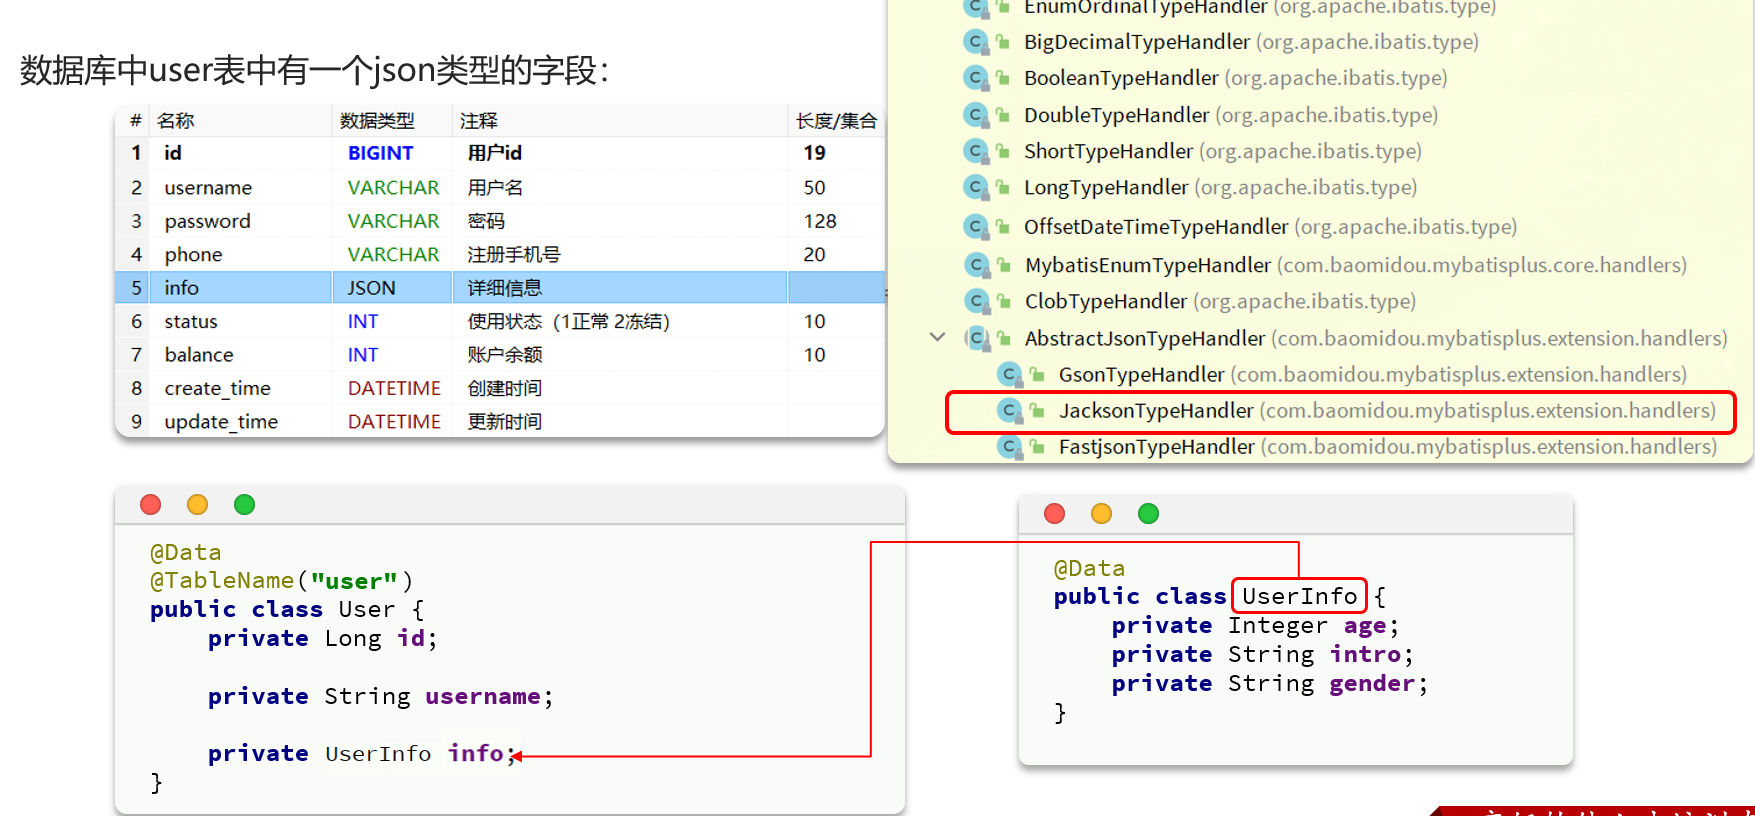 数据库中user表中有一个json类型的字段：
# 名称 数据类型 注释 长度/集合
1 id BIGINT 用户id 19
2 username VARCHAR 用户名 50
3 password VARCHAR 密码 128
4 phone VARCHAR 注册手机号 20
5 info JSON 详细信息
6 status INT 使用状态（1正常 2冻结） 10
7 balance INT 账户余额 10
8 create_time DATETIME 创建时间
9 update_time DATETIME 更新时间
EnumOrdinalTypeHandler (org.apache.ibatis.type)
BigDecimalTypeHandler (org.apache.ibatis.type)
BooleanTypeHandler (org.apache.ibatis.type)
DoubleTypeHandler (org.apache.ibatis.type)
ShortTypeHandler (org.apache.ibatis.type)
LongTypeHandler (org.apache.ibatis.type)
OffsetDateTimeTypeHandler (org.apache.ibatis.type)
MybatisEnumTypeHandler (com.baomidou.mybatisplus.core.handlers)
ClobTypeHandler (org.apache.ibatis.type)
AbstractJsonTypeHandler (com.baomidou.mybatisplus.extension.handlers)
GsonTypeHandler (com.baomidou.mybatisplus.extension.handlers)
JacksonTypeHandler (com.baomidou.mybatisplus.extension.handlers)
FastjsonTypeHandler (com.baomidou.mybatisplus.extension.handlers)
@Data
@TableName("user")
public class User {
private Long id;
private String username;
private UserInfo info;
}
@Data
public class UserInfo {
private Integer age;
private String intro;
private String gender;
}